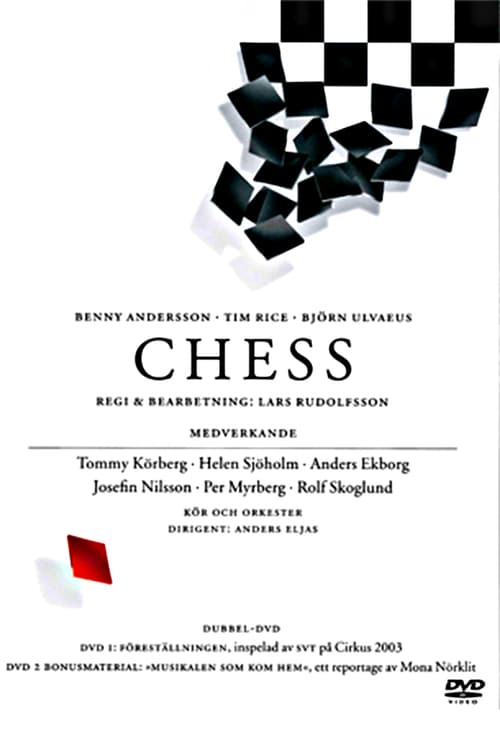 BENNY ANDERSSON · TIM RICE · BJÖRN ULVAEUS
CHESS
REGI & BEARBETNING: LARS RUDOLFSSON
MEDVERKANDE
Tommy Körberg · Helen Sjöholm · Anders Ekborg
Josefin Nilsson · Per Myrberg · Rolf Skoglund
KÖR OCH ORKESTER
DIRIGENT: ANDERS ELJAS
DUBBEL-DVD
DVD 1: FÖRESTÄLLNINGEN, inspelad av SVT på Cirkus 2003
DVD 2 BONUSMATERIAL: »MUSIKALEN SOM KOM HEM«, ett reportage av Mona Nörklit
DVD
VIDEO